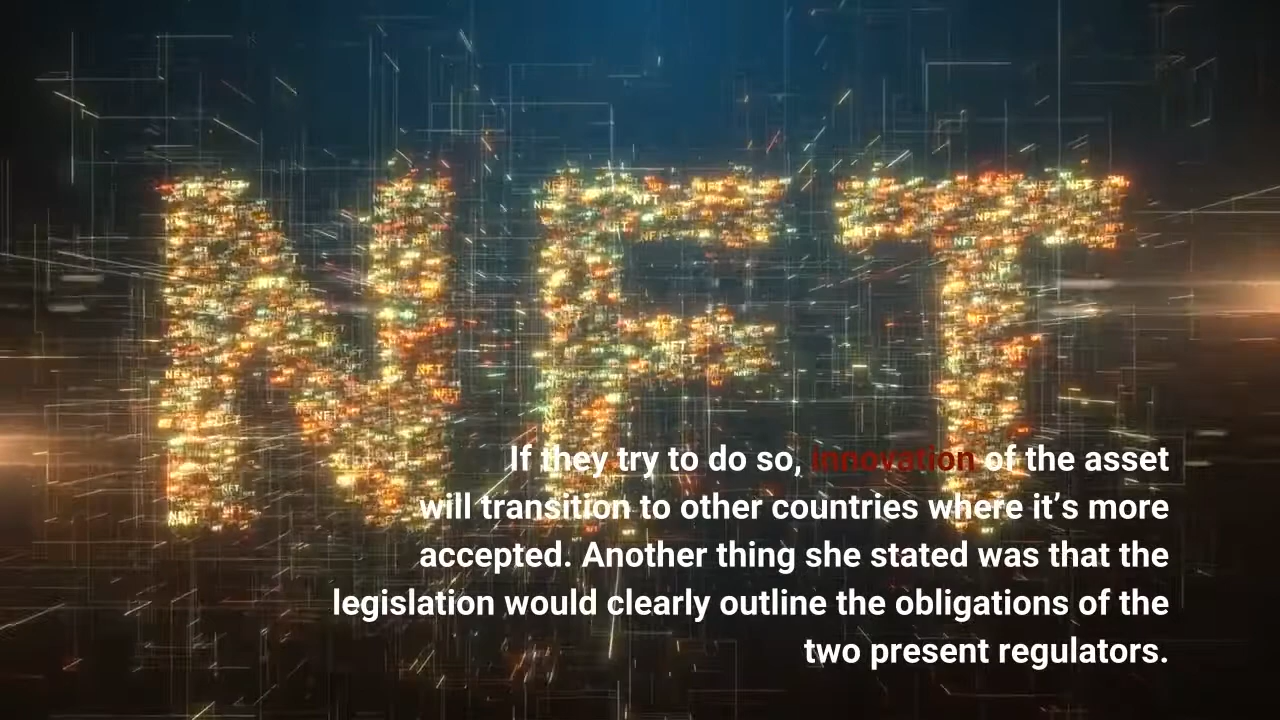 NFT
If they try to do so, innovation of the asset
will transition to other countries where it’s more
accepted. Another thing she stated was that the
legislation would clearly outline the obligations of the
two present regulators.